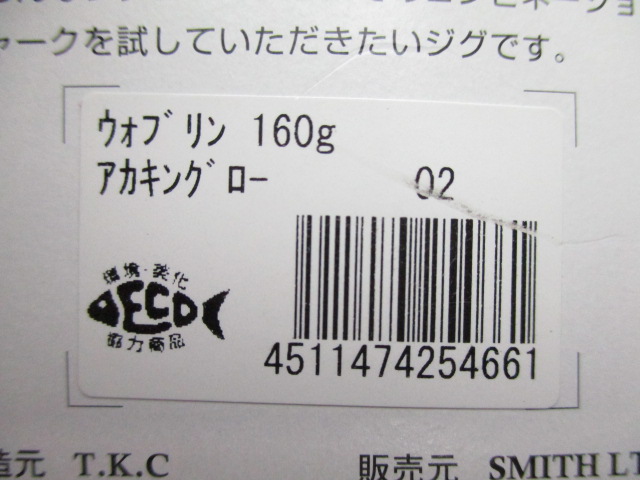 ャークを試していただきたいジグです。
ｳｫﾌﾞﾘﾝ 160g
ｱｶｷﾝｸﾞﾛｰ 02
環境・美化
ECO
協力商品
4511474254661
造元 T.K.C
販売元 SMITH LT